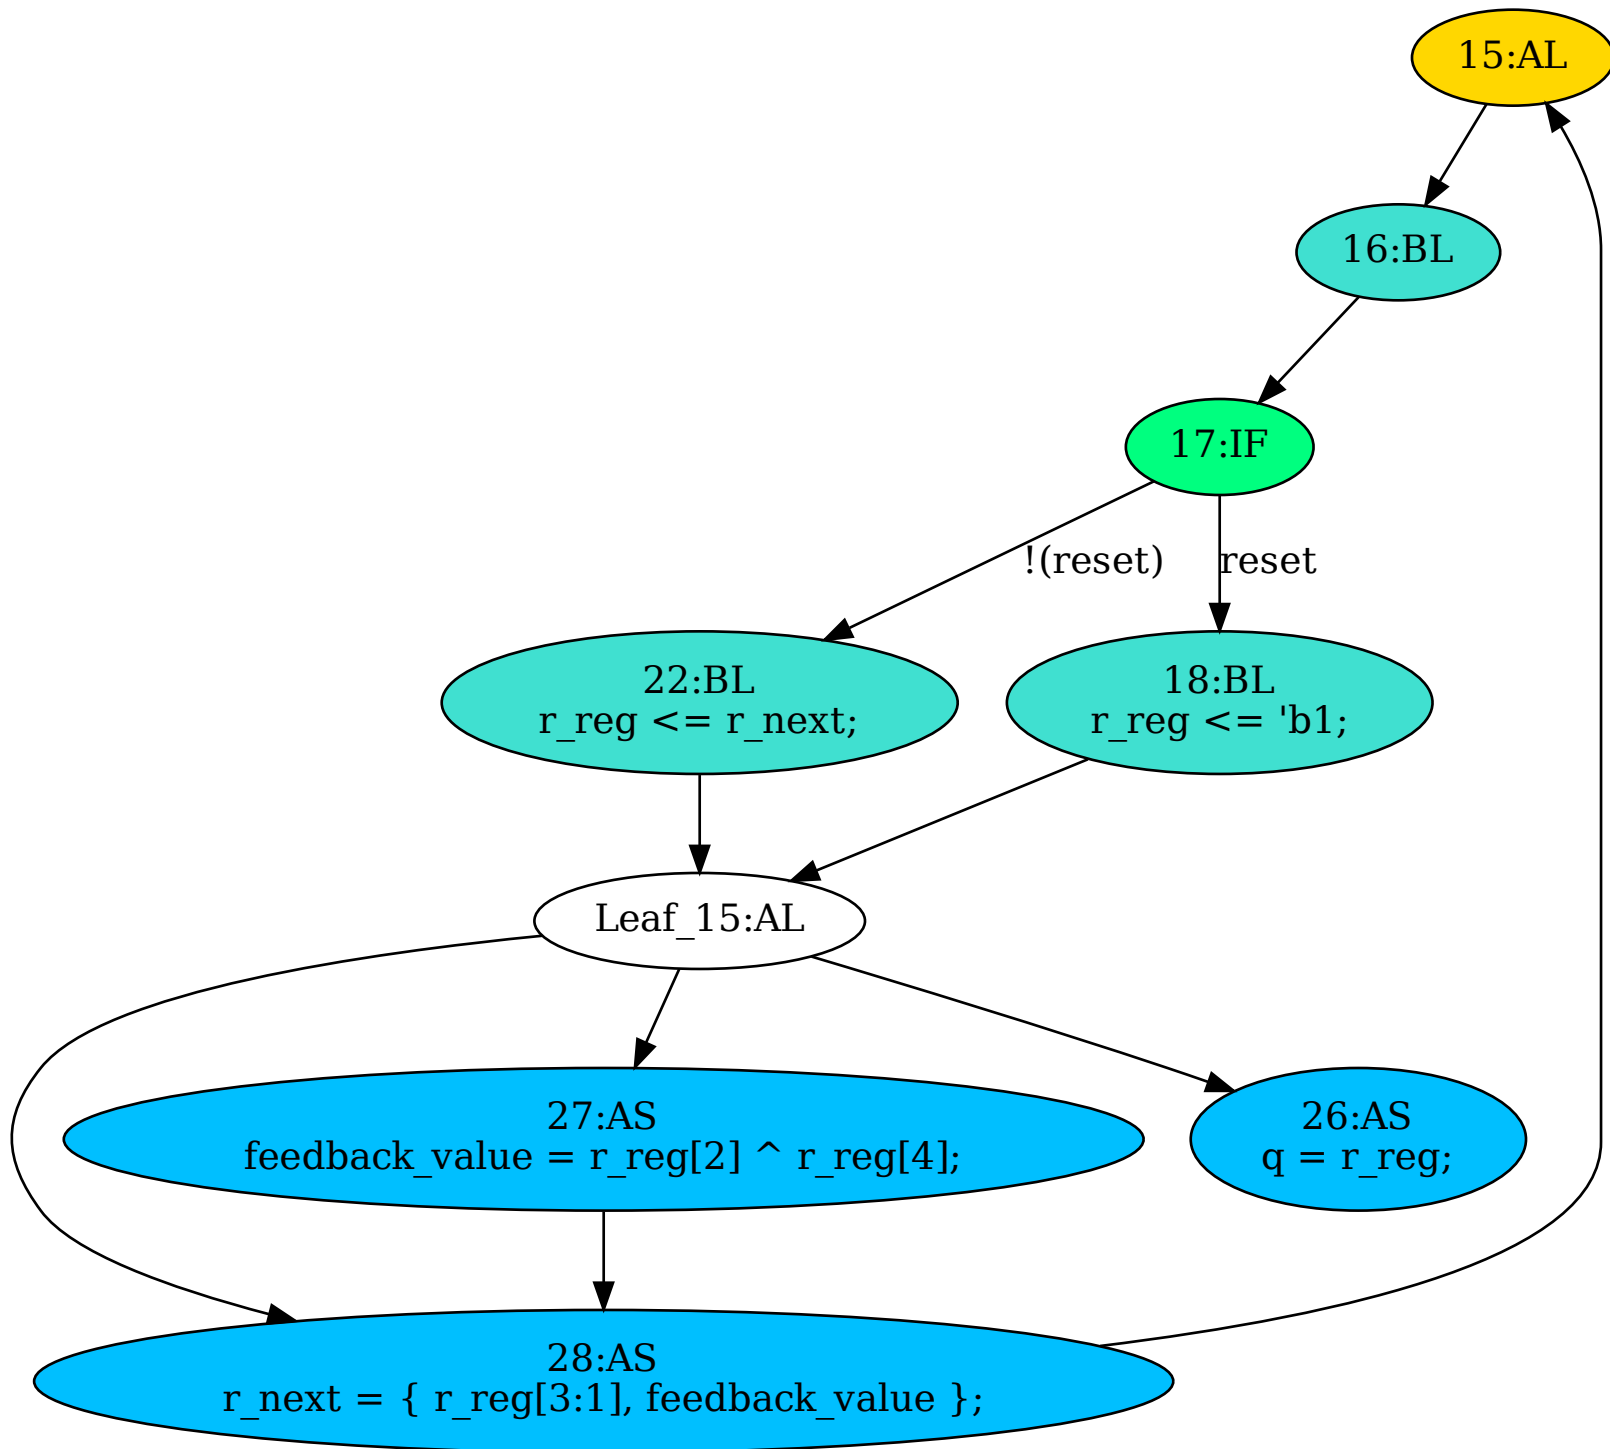 15:AL
16:BL
17:IF
!(reset)
reset
22:BL
r_reg <= r_next;
18:BL
r_reg <= 'b1;
Leaf_15:AL
27:AS
feedback_value = r_reg[2] ^ r_reg[4];
26:AS
q = r_reg;
28:AS
r_next = { r_reg[3:1], feedback_value };